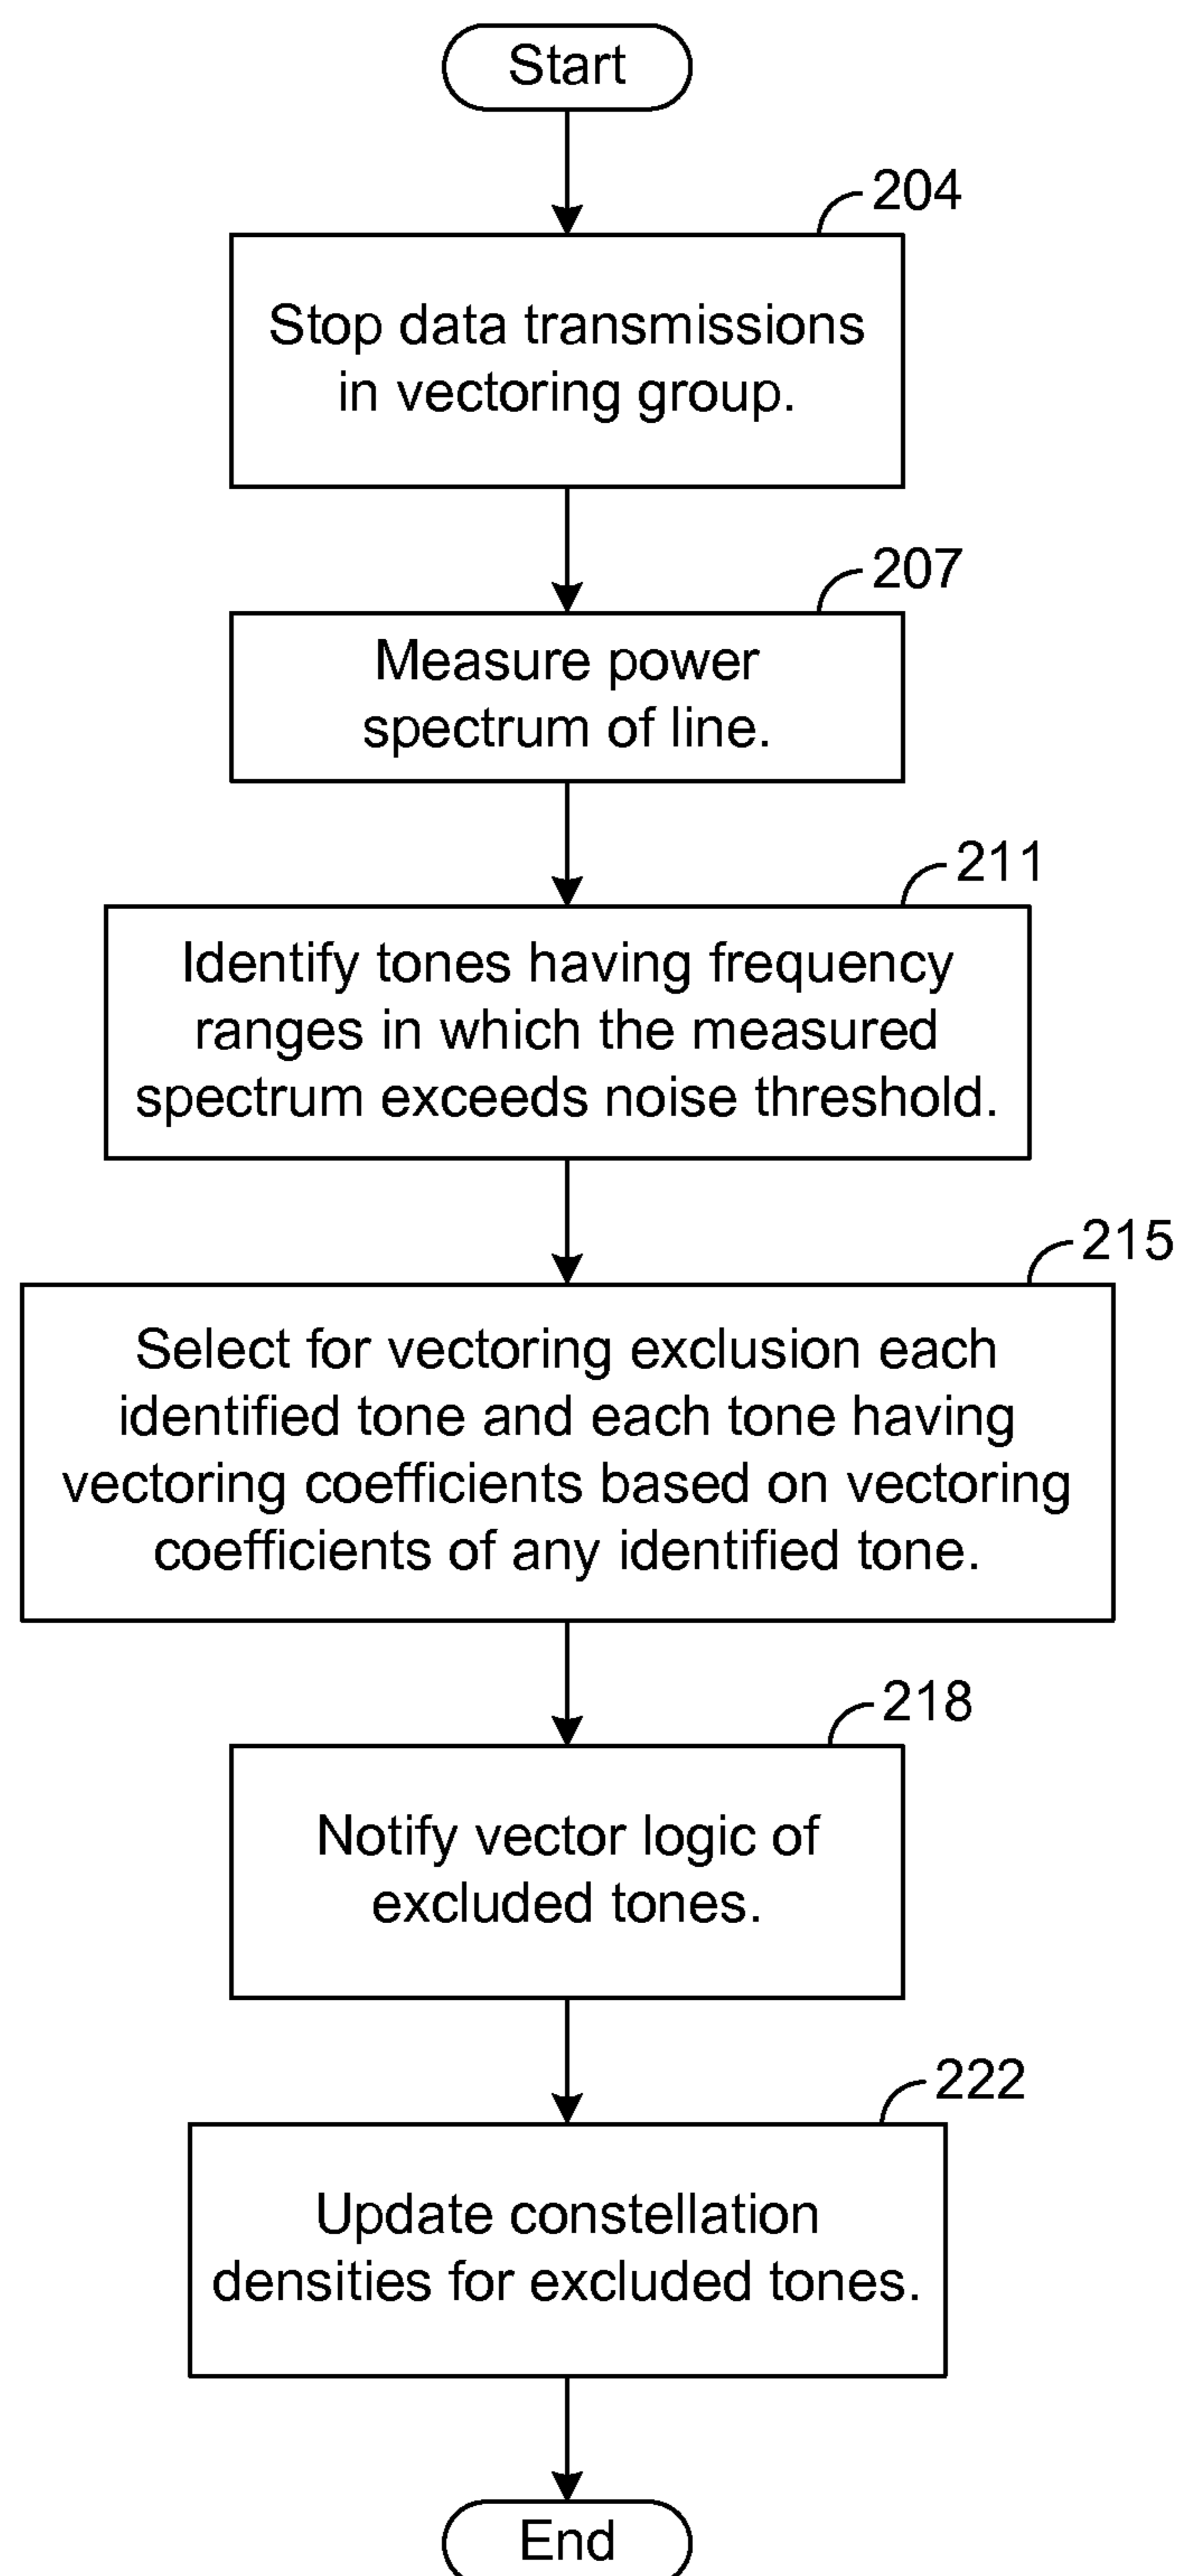 Start
204
Stop data transmissions
in vectoring group.
207
Measure power
spectrum of line.
211
Identify tones having frequency
ranges in which the measured
spectrum exceeds noise threshold.
215
Select for vectoring exclusion each
identified tone and each tone having
vectoring coefficients based on vectoring
coefficients of any identified tone.
218
Notify vector logic of
excluded tones.
222
Update constellation
densities for excluded tones.
End